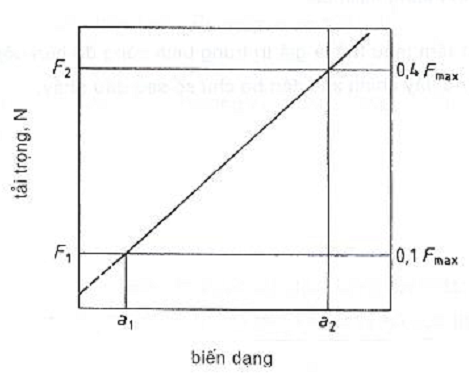 F₂
0,4 Fmax
tải trọng, N
F₁
0,1 Fmax
a₁
a₂
biến dạng